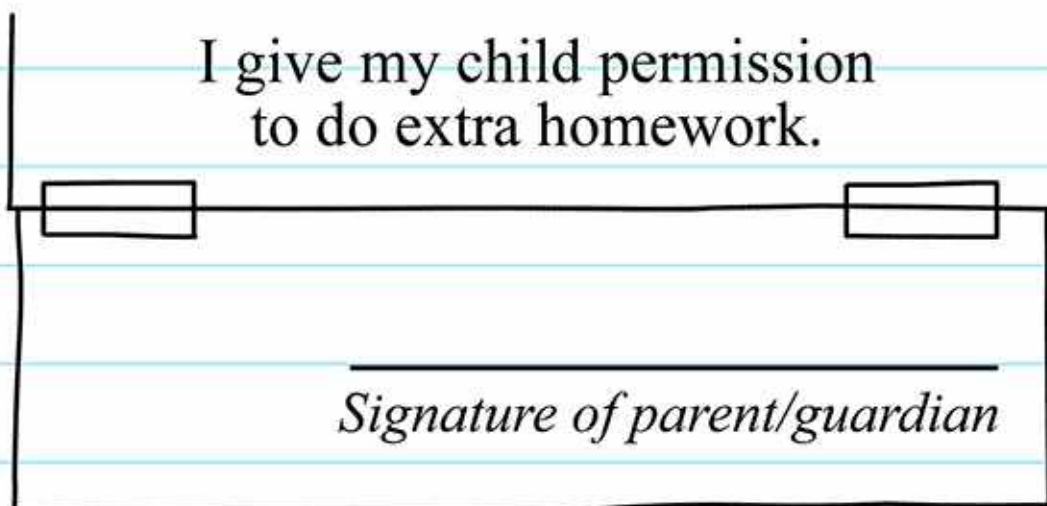 I give my child permission
to do extra homework.
Signature of parent/guardian